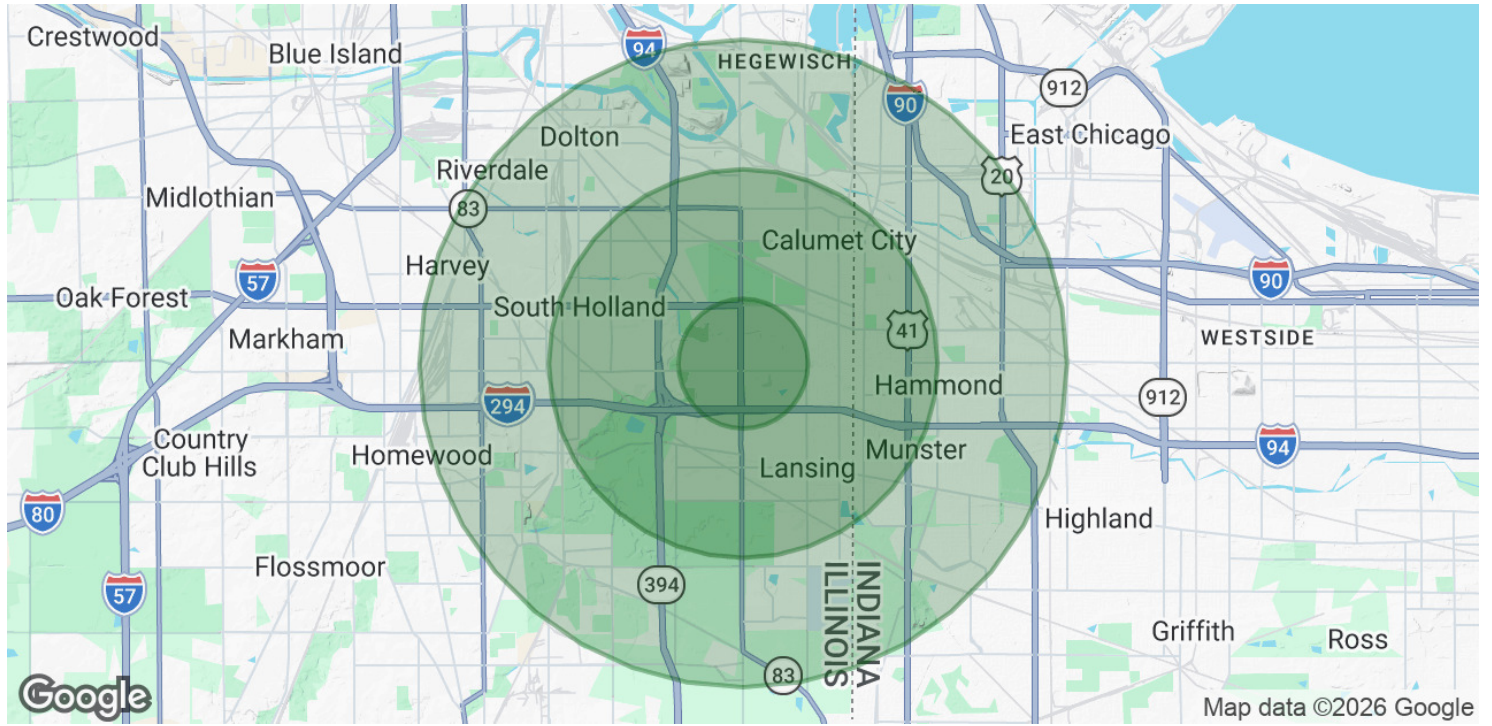 Crestwood
Blue Island
94
HEGEWISCH
90
912
East Chicago
Dolton
Riverdale
20
Midlothian
83
Calumet City
Harvey
57
90
Oak Forest
South Holland
Markham
41
WESTSIDE
Hammond
912
294
Country
Club Hills
Homewood
Munster
94
Lansing
80
Highland
Flossmoor
394
57
INDIANA
ILLINOIS
Griffith
Ross
83
Google
Map data ©2026 Google